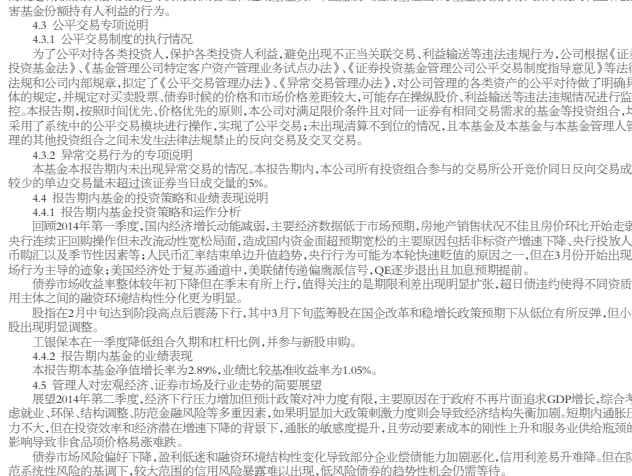 害基金份额持有人利益的行为。
4.3 公平交易专项说明
4.3.1 公平交易制度的执行情况
为了公平对待各类投资人,保护各类投资人利益,避免出现不正当关联交易、利益输送等违法违规行为,公司根据《证券
投资基金法》、《基金管理公司特定客户资产管理业务试点办法》、《证券投资基金管理公司公平交易制度指导意见》等法律
法规和公司内部规章,拟定了《公平交易管理办法》、《异常交易管理办法》,对公司管理的各类资产的公平对待做了明确具
体的规定,并规定对买卖股票、债券时候的价格和市场价格差距较大,可能存在操纵股价、利益输送等违法违规情况进行监
控。本报告期,按照时间优先、价格优先的原则,本公司对满足限价条件且对同一证券有相同交易需求的基金等投资组合,均
采用了系统中的公平交易模块进行操作,实现了公平交易;未出现清算不到位的情况,且本基金及本基金与本基金管理人管
理的其他投资组合之间未发生法律法规禁止的反向交易及交叉交易。
4.3.2 异常交易行为的专项说明
本基金本报告期内未出现异常交易的情况。本报告期内,本公司所有投资组合参与的交易所公开竞价同日反向交易成交
较少的单边交易量未超过该证券当日成交量的5%。
4.4 报告期内基金的投资策略和业绩表现说明
4.4.1 报告期内基金投资策略和运作分析
回顾2014年第一季度,国内经济增长动能减弱,主要经济数据低于市场预期,房地产销售状况不佳且房价环比开始走弱。
央行连续正回购操作但未改流动性宽松局面,造成国内资金面超预期宽松的主要原因包括非标资产增速下降、央行投放人民
币购汇以及季节性因素等;人民币汇率结束单边升值趋势,央行行为可能为本轮快速贬值的原因之一,但在3月份开始出现市
场行为主导的迹象;美国经济处于复苏通道中,美联储传递偏鹰派信号,QE逐步退出且加息预期提前。
债券市场收益率整体较年初下降但在季末有所上行,值得关注的是期限利差出现明显扩张,超日债违约使得不同资质信
用主体之间的融资环境结构性分化更为明显。
股指在2月中旬达到阶段高点后震荡下行,其中3月下旬蓝筹股在国企改革和稳增长政策预期下从低位有所反弹,但小盘
股出现明显调整。
工银保本在一季度降低组合久期和杠杆比例,并参与新股申购。
4.4.2 报告期内基金的业绩表现
本报告期本基金净值增长率为2.89%,业绩比较基准收益率为1.05%。
4.5 管理人对宏观经济、证券市场及行业走势的简要展望
展望2014年第二季度,经济下行压力增加但预计政策对冲力度有限,主要原因在于政府不再片面追求GDP增长,综合考
虑就业、环保、结构调整、防范金融风险等多重因素,如果明显加大政策刺激力度则会导致经济结构失衡加剧。短期内通胀压
力不大,但在投资效率和经济潜在增速下降的背景下,通胀的敏感度提升,且劳动要素成本的刚性上升和服务业供给瓶颈的
影响导致非食品项价格易涨难跌。
债券市场风险偏好下降,盈利低迷和融资环境结构性变化导致部分企业偿债能力加剧恶化,信用利差易升难降。但在防
范系统性风险的基调下,较大范围的信用风险暴露难以出现,低风险债券的趋势性机会仍需等待。